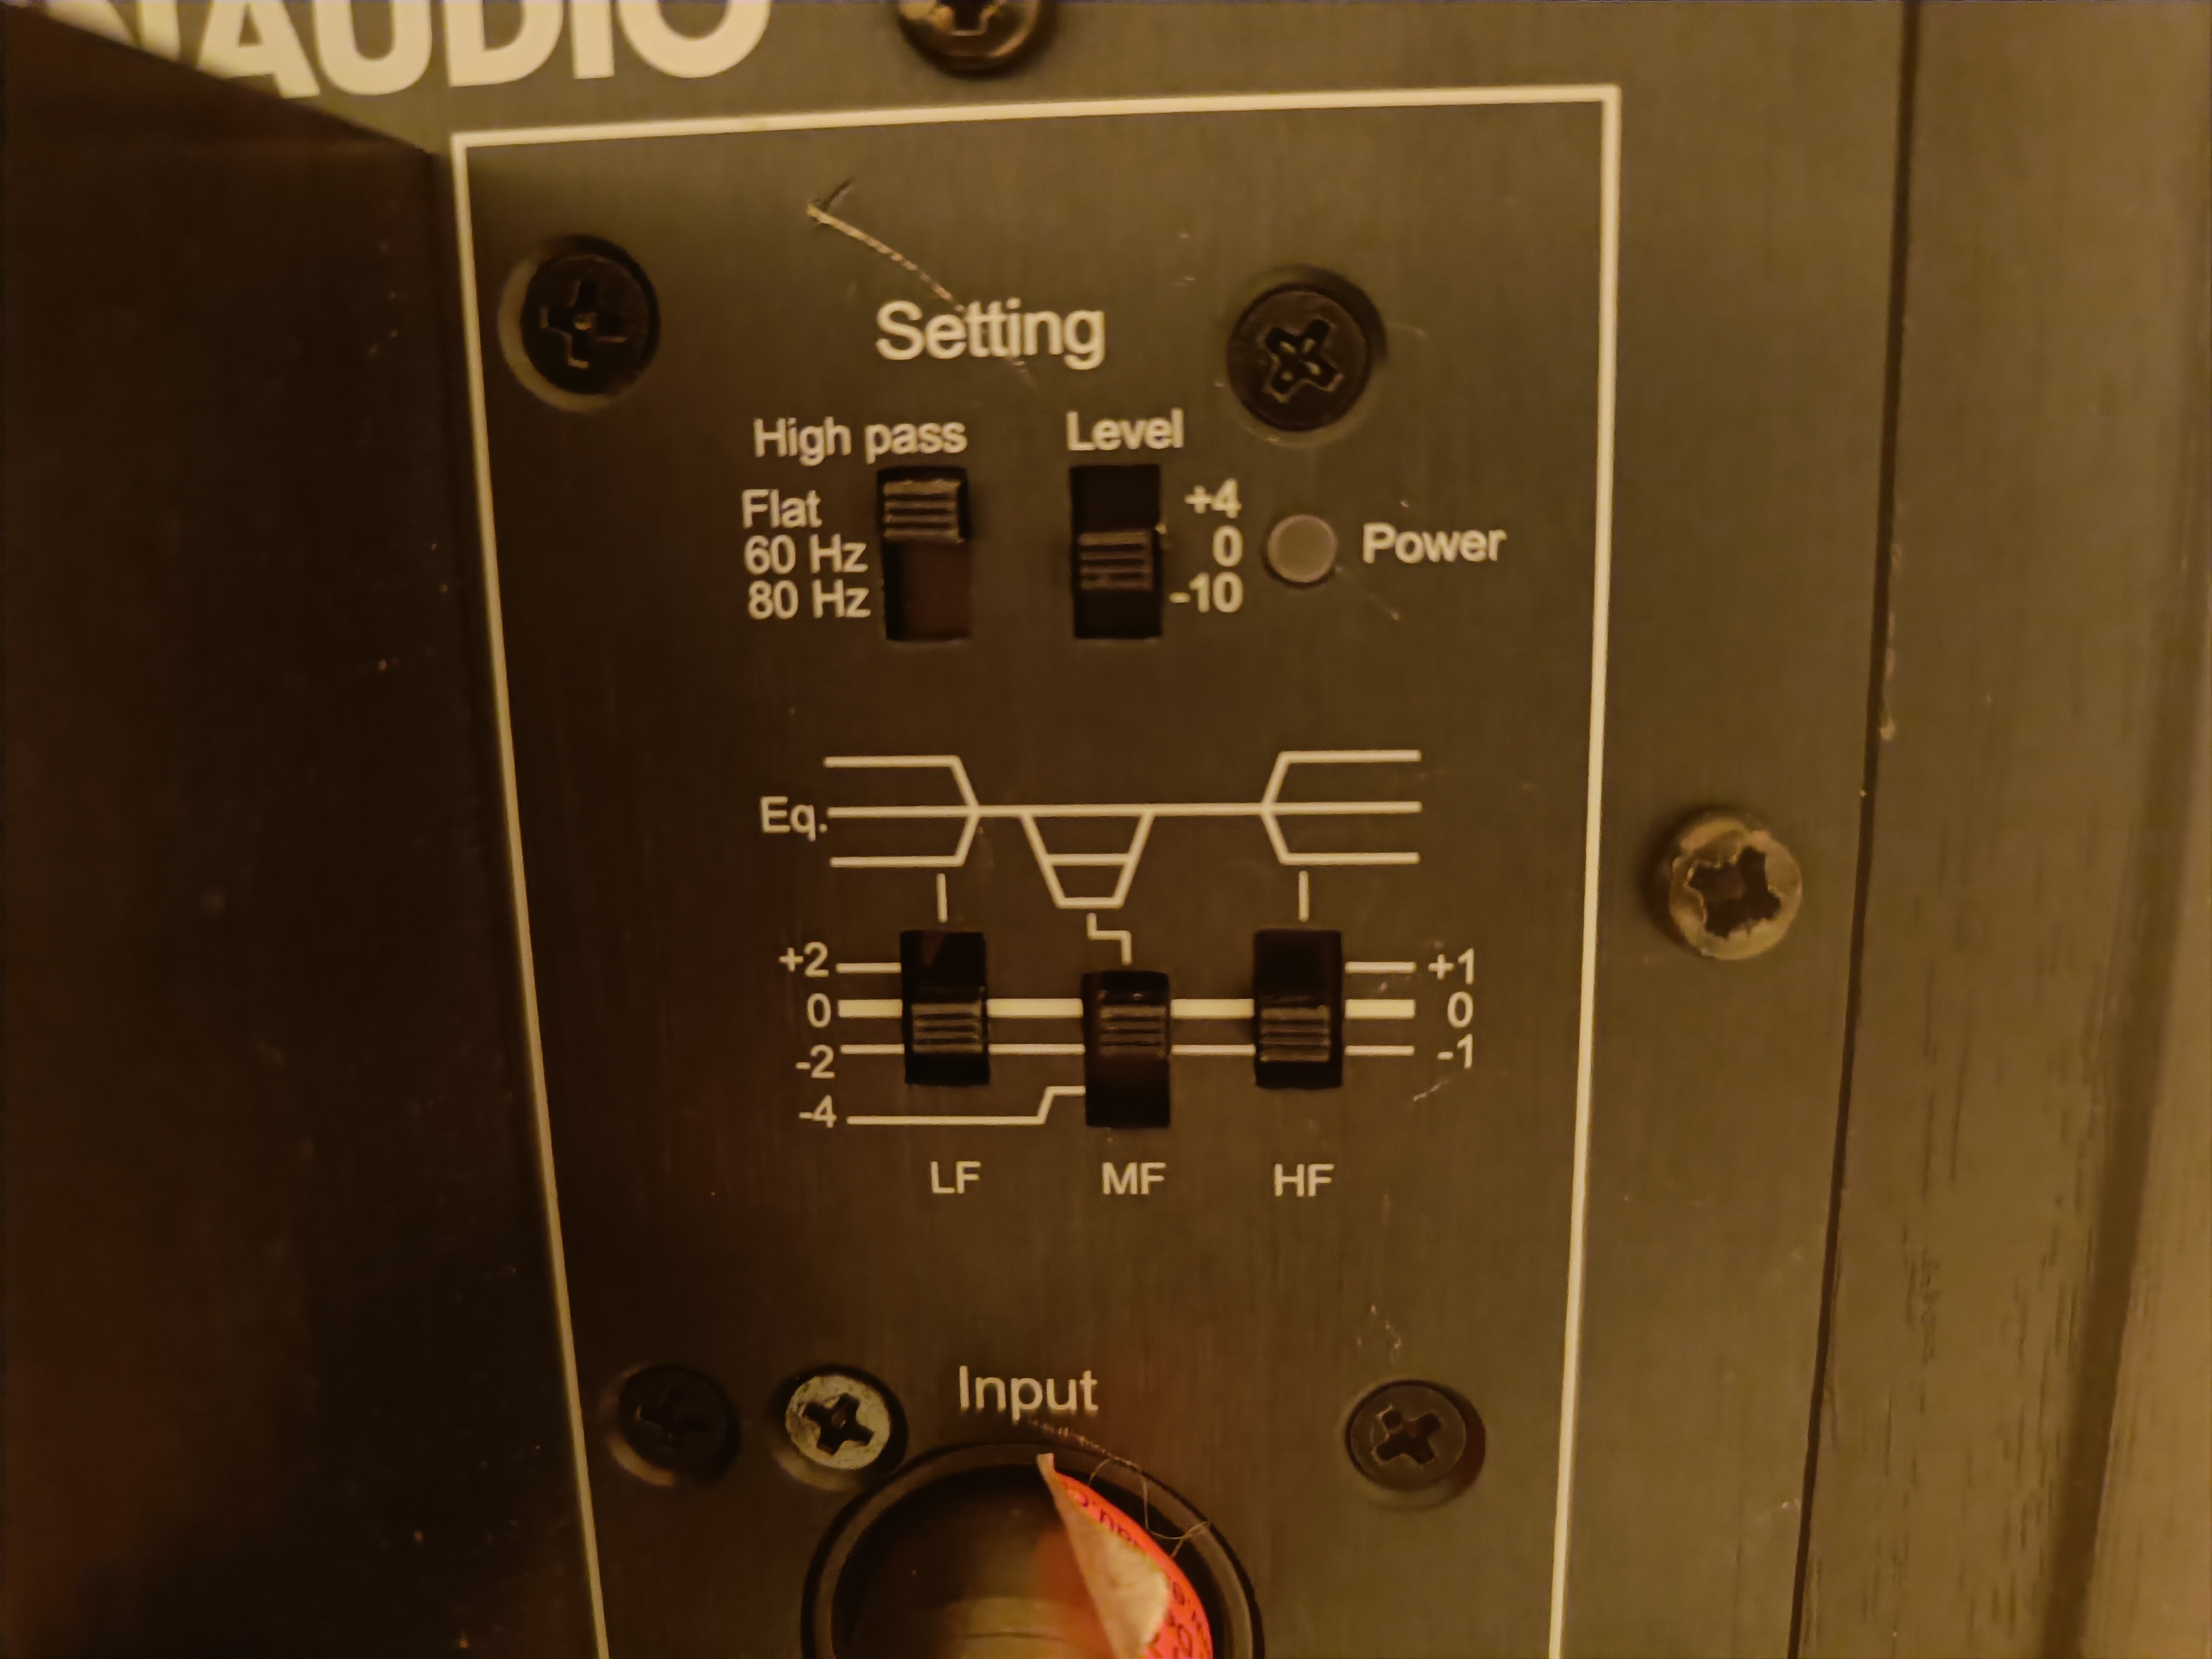 NAUDIO
Setting
High pass
Level
Flat
60 Hz
80 Hz
+4
0
-10
Power
Eq.
+2
0
-2
-4
+1
0
-1
LF
MF
HF
Input